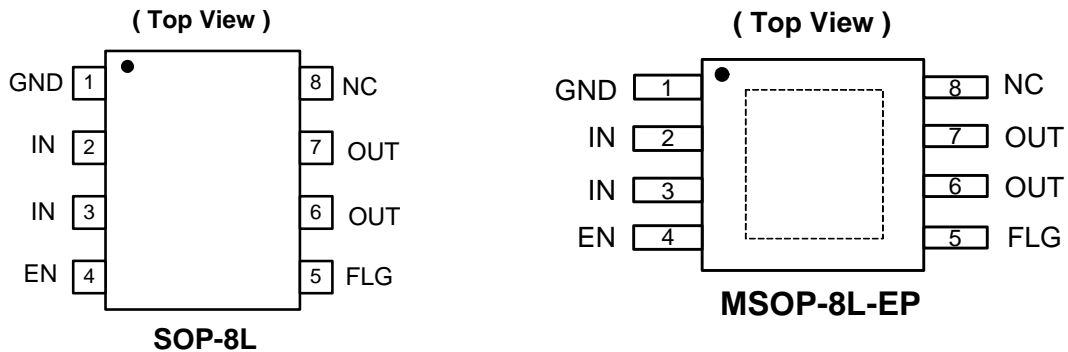 ( Top View )
GND 1 8 NC
IN 2 7 OUT
IN 3 6 OUT
EN 4 5 FLG
SOP-8L
( Top View )
GND 1 8 NC
IN 2 7 OUT
IN 3 6 OUT
EN 4 5 FLG
MSOP-8L-EP